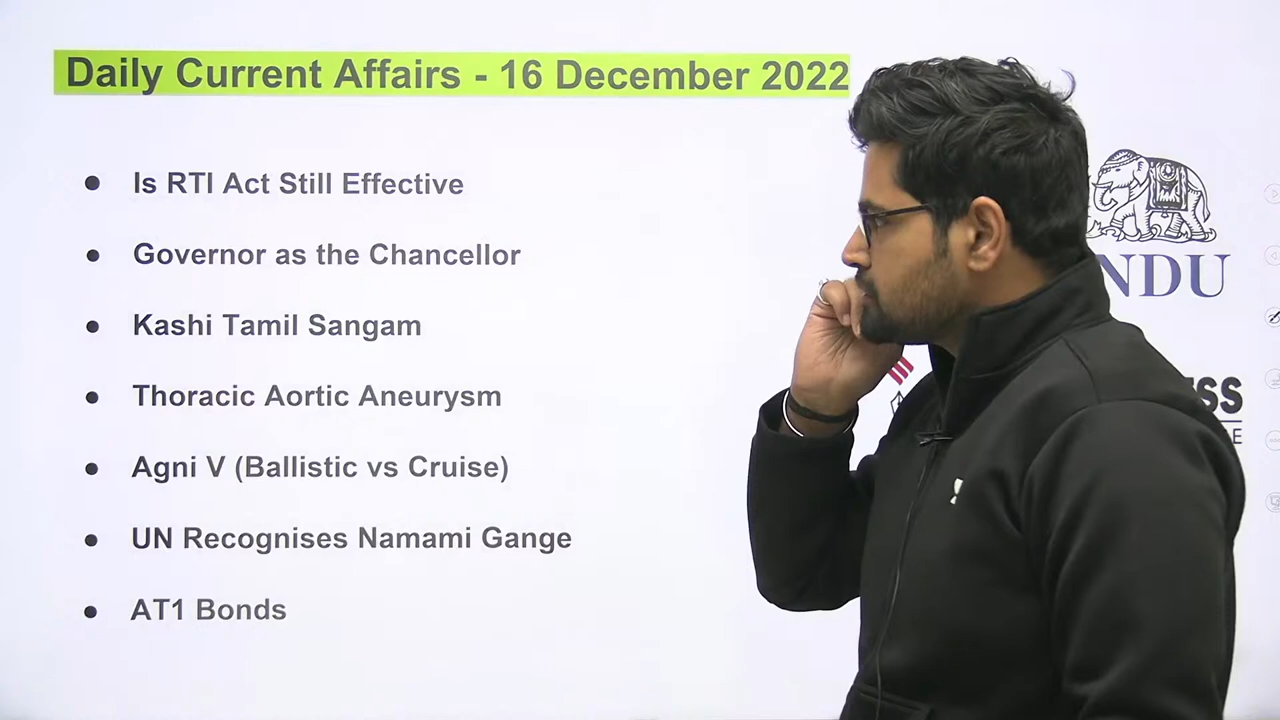 Daily Current Affairs - 16 December 2022
Is RTI Act Still Effective
Governor as the Chancellor
Kashi Tamil Sangam
Thoracic Aortic Aneurysm
Agni V (Ballistic vs Cruise)
UN Recognises Namami Gange
AT1 Bonds
NDU
SS
E